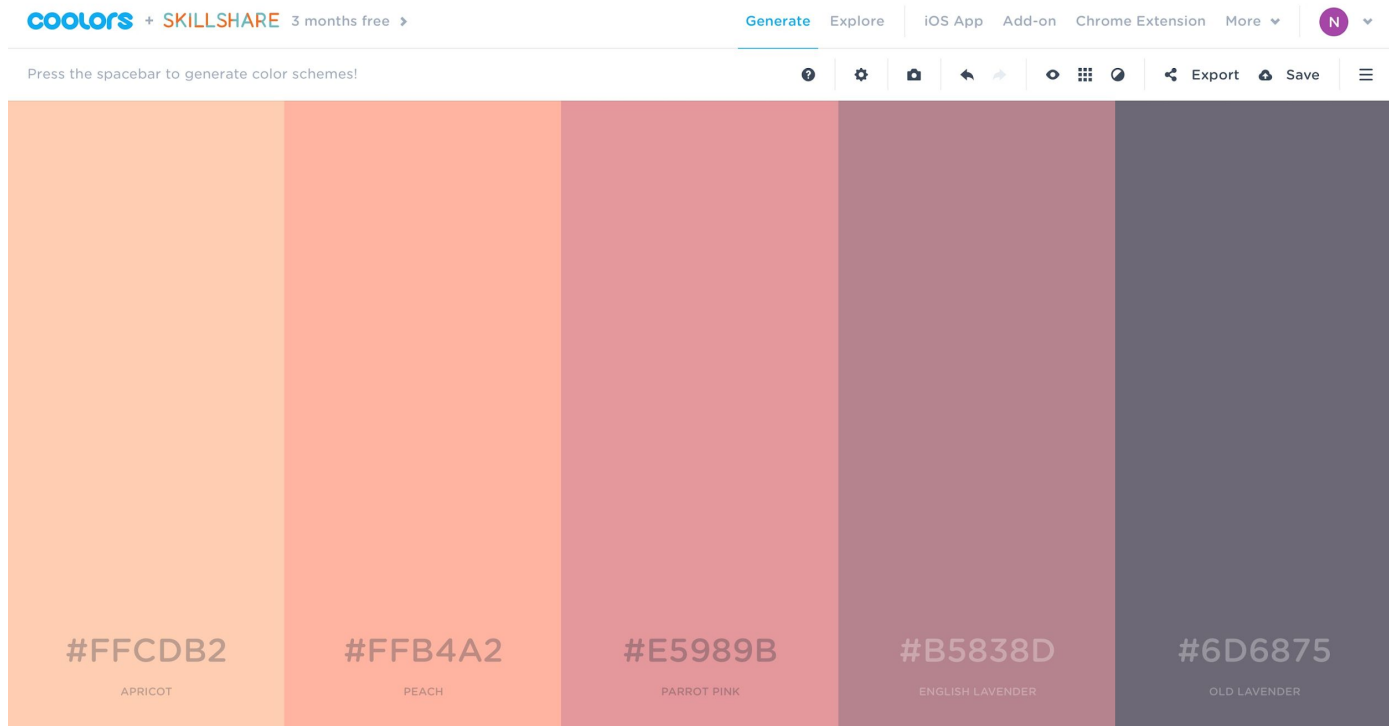 coolors + SKILLSHARE 3 months free
Generate Explore iOS App Add-on Chrome Extension More N
Press the spacebar to generate color schemes! ? Export Save
#FFCDB2 #FFB4A2 #E5989B #B5838D #6D6875
APRICOT PEACH PARROT PINK ENGLISH LAVENDER OLD LAVENDER